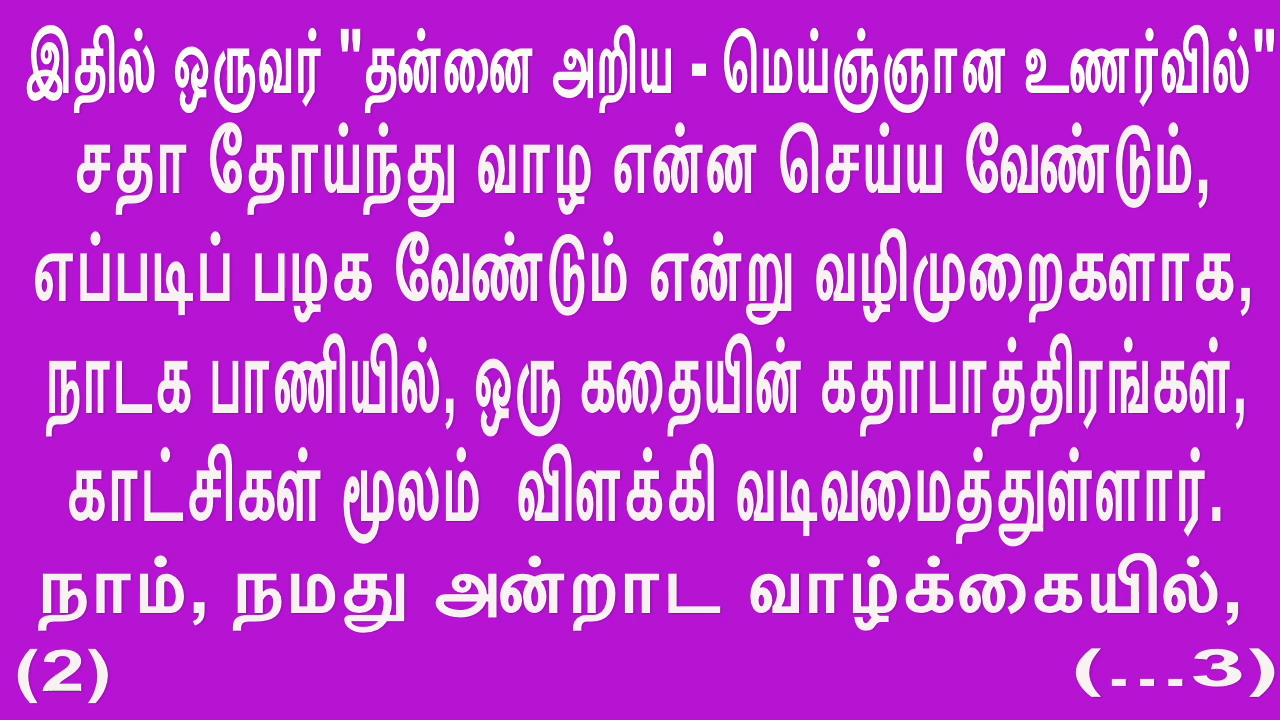 இதில் ஒருவர் "தன்னை அறிய - மெய்ஞ்ஞான உணர்வில்"
சதா தோய்ந்து வாழ என்ன செய்ய வேண்டும்,
எப்படிப் பழக வேண்டும் என்று வழிமுறைகளாக,
நாடக பாணியில், ஒரு கதையின் கதாபாத்திரங்கள்,
காட்சிகள் மூலம்  விளக்கி வடிவமைத்துள்ளார்.
நாம், நமது அன்றாட வாழ்க்கையில்,
(2) (...3)